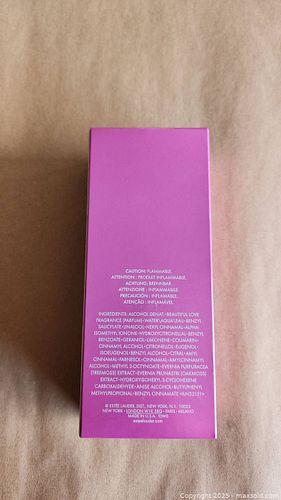 CAUTION: FLAMMABLE.
ATTENTION : PRODUIT INFLAMMABLE.
ACHTUNG: BRENNBAR.
ATTENZIONE : INFIAMMABILE.
PRECAUCIÓN : INFLAMABLE.
ATENÇÃO : INFLAMÁVEL.
INGREDIENTS: ALCOHOL DENAT.•BEAUTIFUL LOVE
FRAGRANCE (PARFUM)•WATER\AQUA\EAU•BENZYL
SALICYLATE•LINALOOL•HEXYL CINNAMAL•ALPHA-
ISOMETHYL IONONE•HYDROXYCITRONELLAL•BENZYL
BENZOATE•GERANIOL•LIMONENE•COUMARIN•
CINNAMYL ALCOHOL•CITRONELLOL•EUGENOL•
ISOEUGENOL•BENZYL ALCOHOL•CITRAL•AMYL
CINNAMAL•FARNESOL•CINNAMAL•AMYLCINNAMYL
ALCOHOL•METHYL 2-OCTYNOATE•EVERNIA FURFURACEA
(TREEMOSS) EXTRACT•EVERNIA PRUNASTRI (OAKMOSS)
EXTRACT•HYDROXYISOHEXYL 3-CYCLOHEXENE
CARBOXALDEHYDE•ANISE ALCOHOL•BUTYLPHENYL
METHYLPROPIONAL•BENZYL CINNAMATE
© ESTĒE LAUDER, DIST., NEW YORK, N.Y. 10022
NEW YORK • LONDON W1K 3BQ • PARIS • MILANO
MADE IN U.S.A.
esteelauder.com
Copyright 2025 - maxsold.com